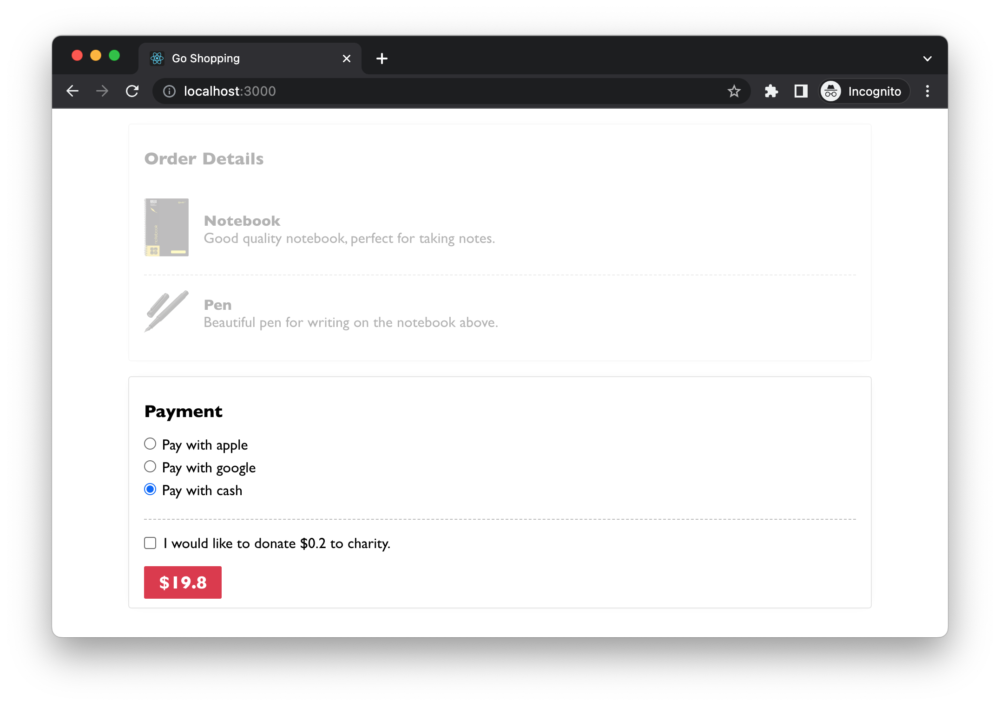 Go Shopping
localhost:3000
Incognito
Order Details
notebook
Notebook
Good quality notebook, perfect for taking notes.
Pen
Beautiful pen for writing on the notebook above.
Payment
Pay with apple
Pay with google
Pay with cash
I would like to donate $0.2 to charity.
$19.8